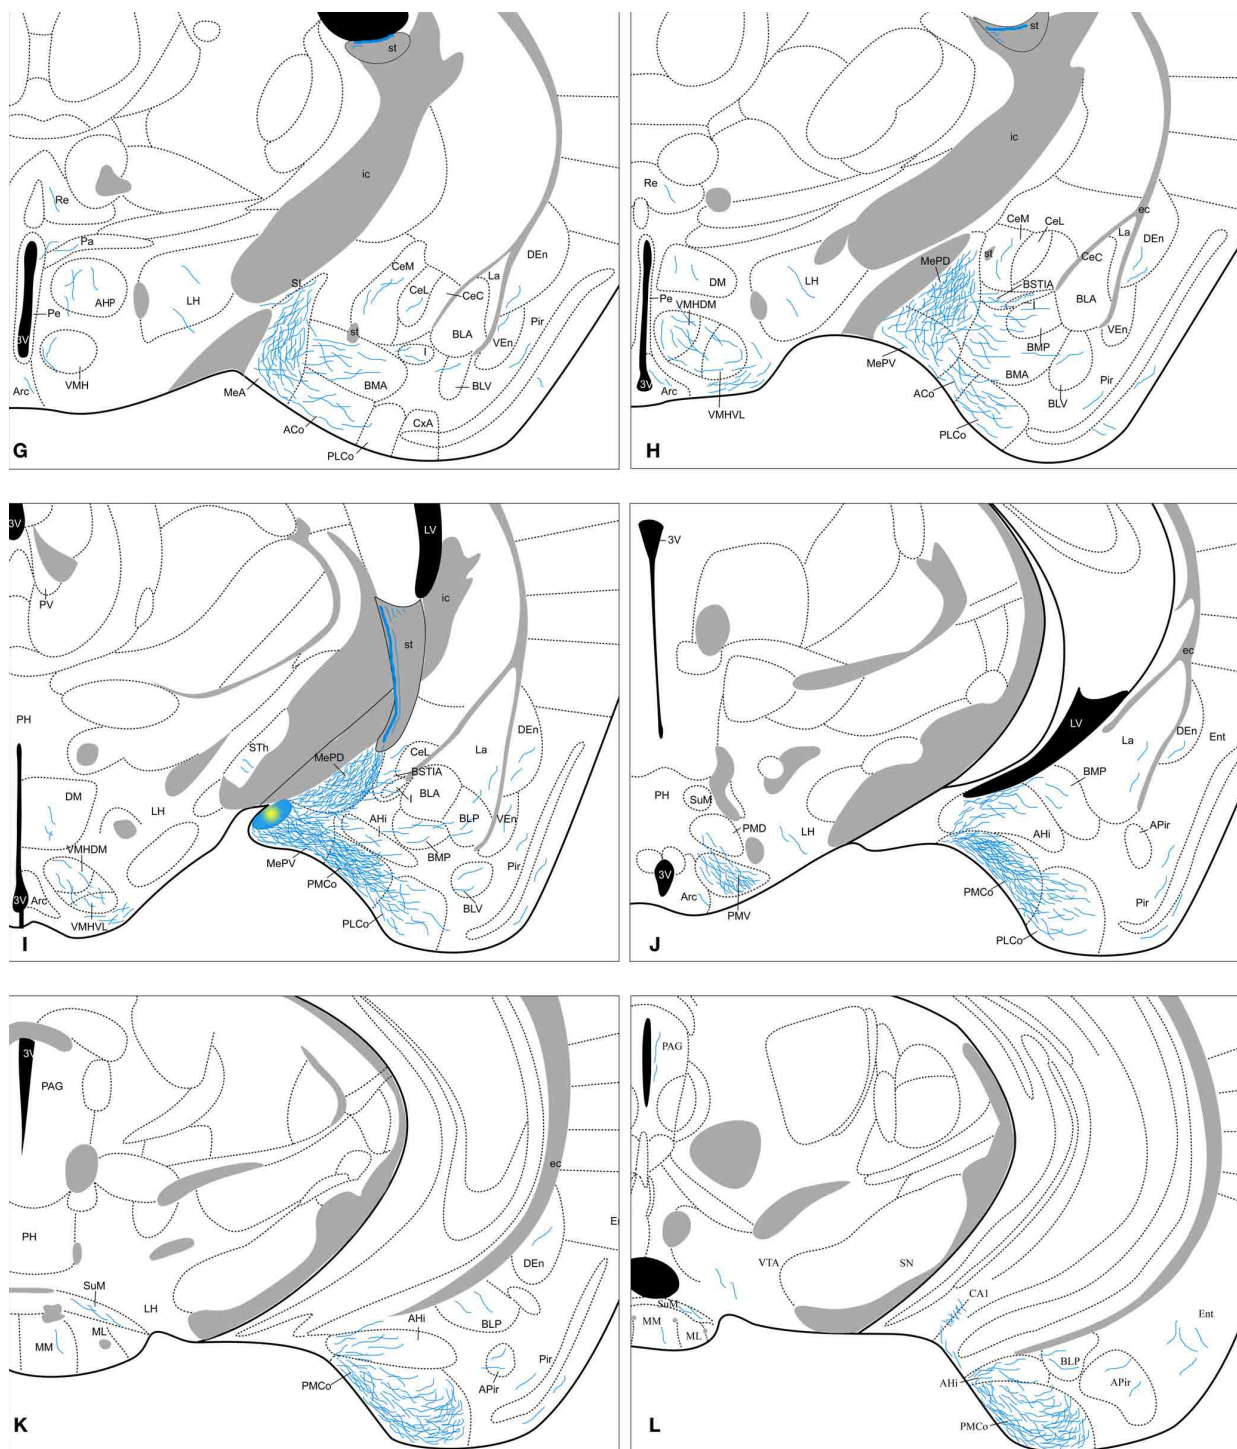 st
ic
Re
Pa
CeM
DEn
La
SI
CeL
CeC
AHP
LH
Pe
st
BLA
Pir
3V
I
VEn
VMH
BMA
BLV
Arc
MeA
ACo
CxA
PLCo
G
st
ic
Re
CeM
CeL
ec
La
MePD
st
CeC
DEn
DM
LH
BSTIA
Pe
VMHDM
I
BLA
VEn
BMP
MePV
3V
Arc
BMA
Pir
VMHVL
ACo
BLV
PLCo
H
3V
LV
PV
ic
st
PH
STh
DEn
MePD
CeL
La
BSTIA
DM
LH
I
BLA
AHi
BLP
VEn
VMHDM
BMP
MePV
Pir
3V
Arc
PMCo
BLV
VMHVL
PLCo
I
3V
ec
LV
DEn
Ent
La
BMP
PH
SuM
PMD
LH
AHi
APir
3V
Arc
PMCo
Pir
PMV
PLCo
J
3V
PAG
ec
PH
DEn
SuM
LH
AHi
BLP
MM
ML
Pir
PMCo
APir
K
PAG
VTA
SN
CA1
SuM
Ent
MM
ML
BLP
AHi
APir
PMCo
L